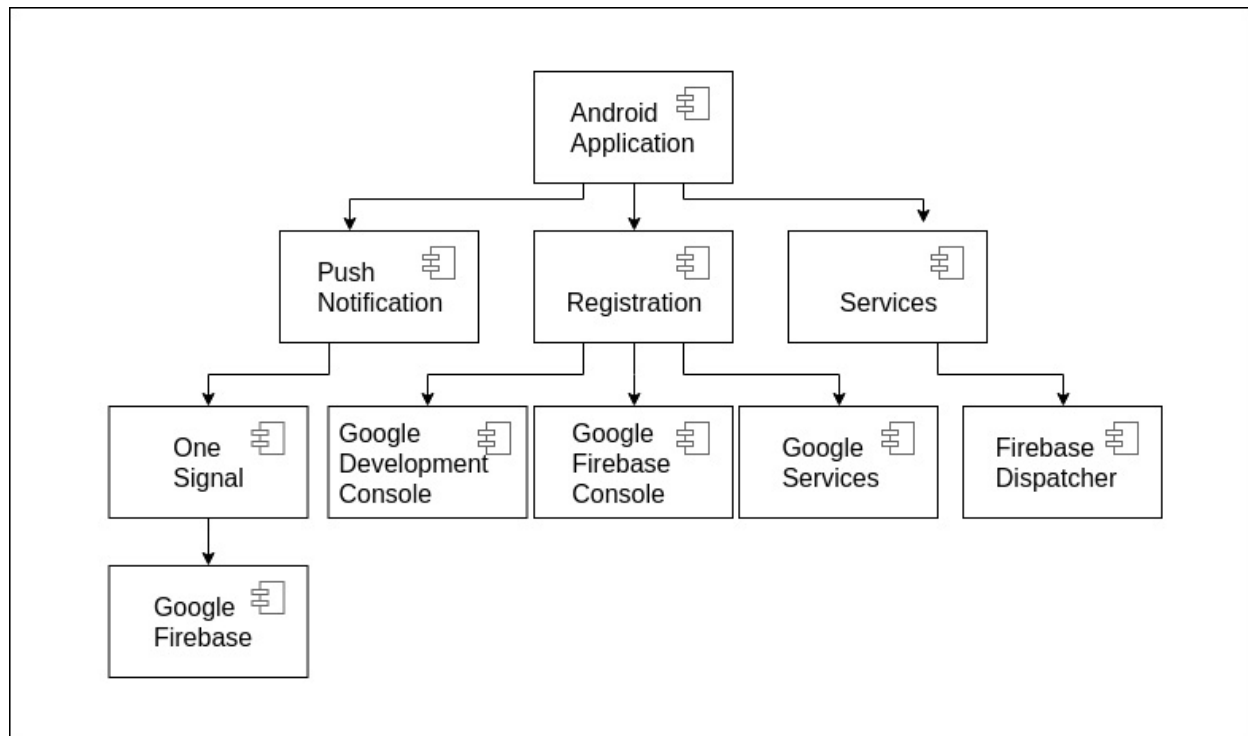 Android
Application
Push
Notification
Registration
Services
One
Signal
Google
Development
Console
Google
Firebase
Console
Google
Services
Firebase
Dispatcher
Google
Firebase